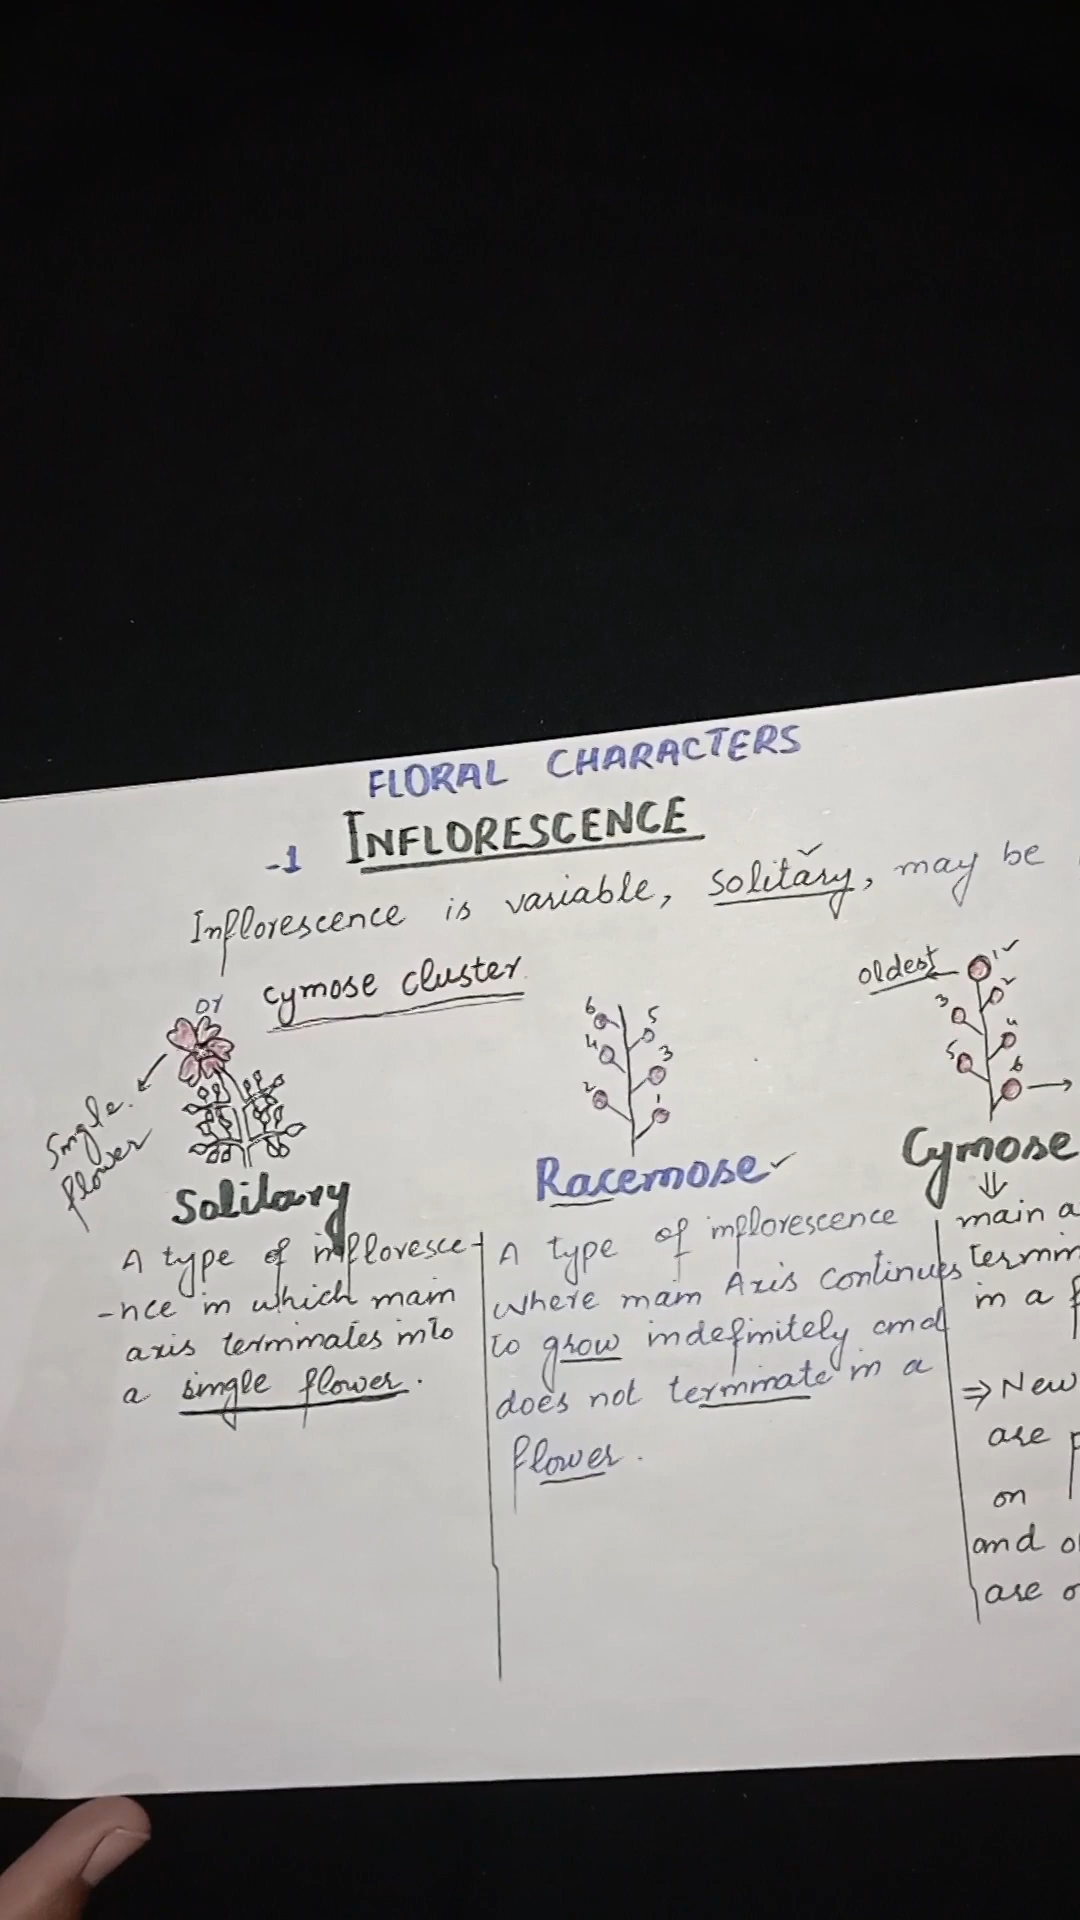 FLORAL CHARACTERS
-1 INFLORESCENCE
Inflorescence is variable, solitary, may be
or cymose cluster
Single flower
6 5
4 3
2 1
oldest 1
3 2
5 4
6
Solitary
A type of infloresce-
-nce in which main
axis terminates into
a single flower.
Racemose
A type of inflorescence
where main Axis continues
to grow indefinitely and
does not terminate in a
flower.
Cymose
⇓
main a
termin
in a f
⇒ New
are p
on
and ol
are o